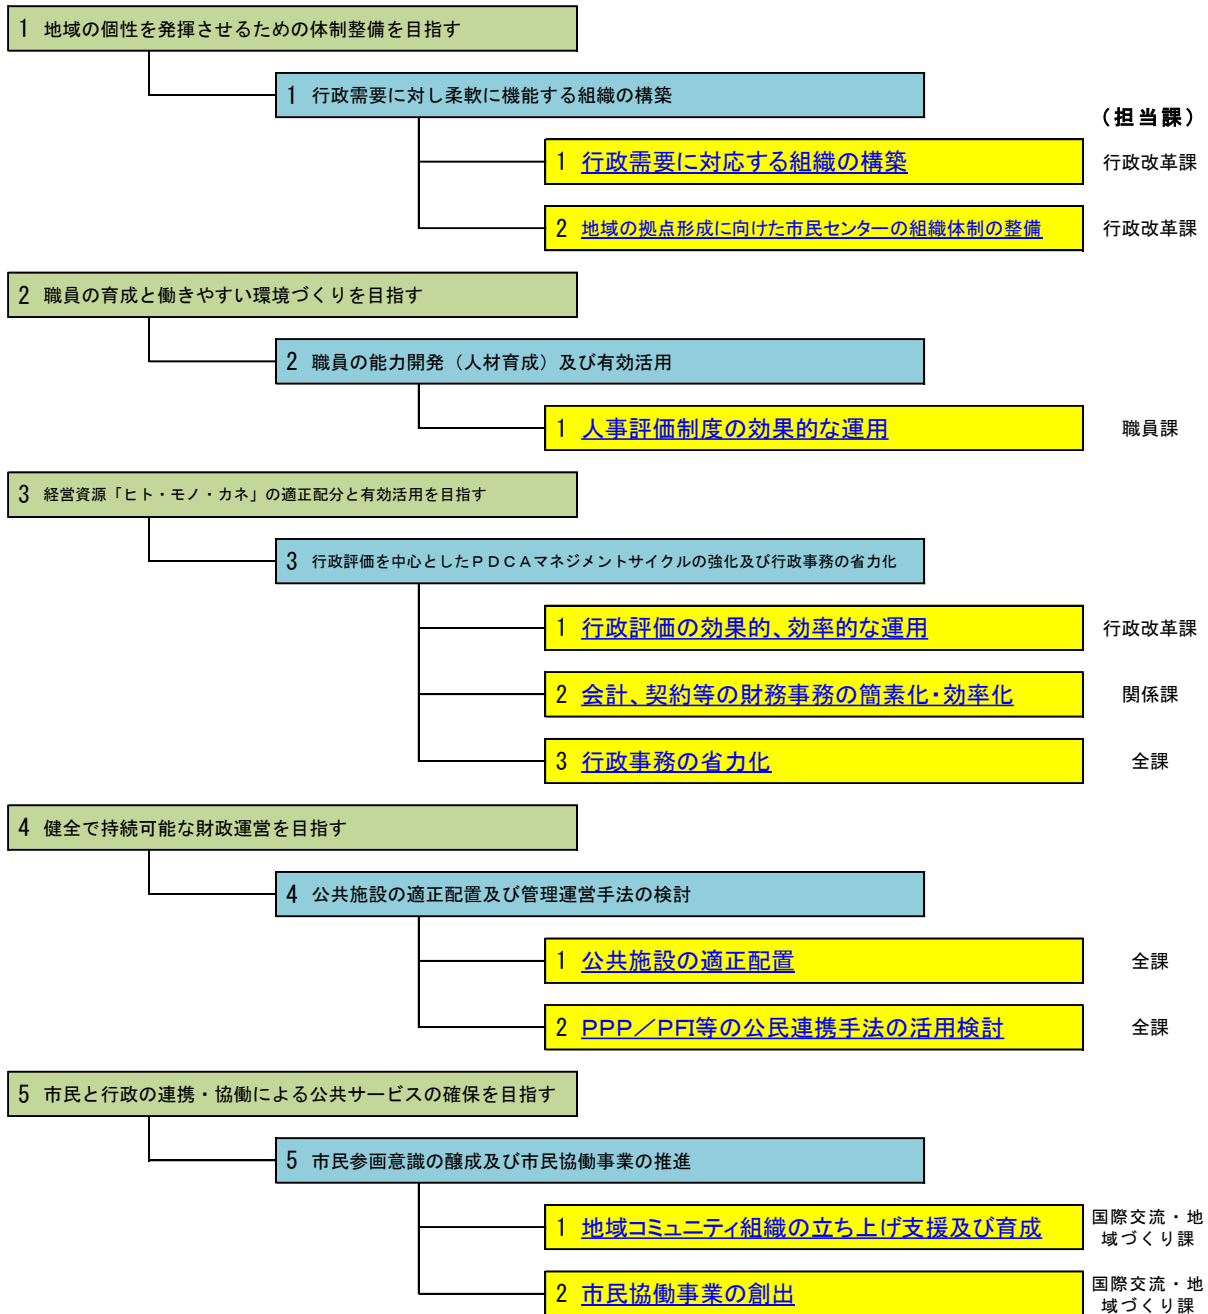 1 地域の個性を発揮させるための体制整備を目指す
1 行政需要に対し柔軟に機能する組織の構築
（担当課）
1 行政需要に対応する組織の構築
行政改革課
2 地域の拠点形成に向けた市民センターの組織体制の整備
行政改革課
2 職員の育成と働きやすい環境づくりを目指す
2 職員の能力開発（人材育成）及び有効活用
1 人事評価制度の効果的な運用
職員課
3 経営資源「ヒト・モノ・カネ」の適正配分と有効活用を目指す
3 行政評価を中心としたＰＤＣＡマネジメントサイクルの強化及び行政事務の省力化
1 行政評価の効果的、効率的な運用
行政改革課
2 会計、契約等の財務事務の簡素化・効率化
関係課
3 行政事務の省力化
全課
4 健全で持続可能な財政運営を目指す
4 公共施設の適正配置及び管理運営手法の検討
1 公共施設の適正配置
全課
2 PPP／PFI等の公民連携手法の活用検討
全課
5 市民と行政の連携・協働による公共サービスの確保を目指す
5 市民参画意識の醸成及び市民協働事業の推進
1 地域コミュニティ組織の立ち上げ支援及び育成
国際交流・地
域づくり課
2 市民協働事業の創出
国際交流・地
域づくり課